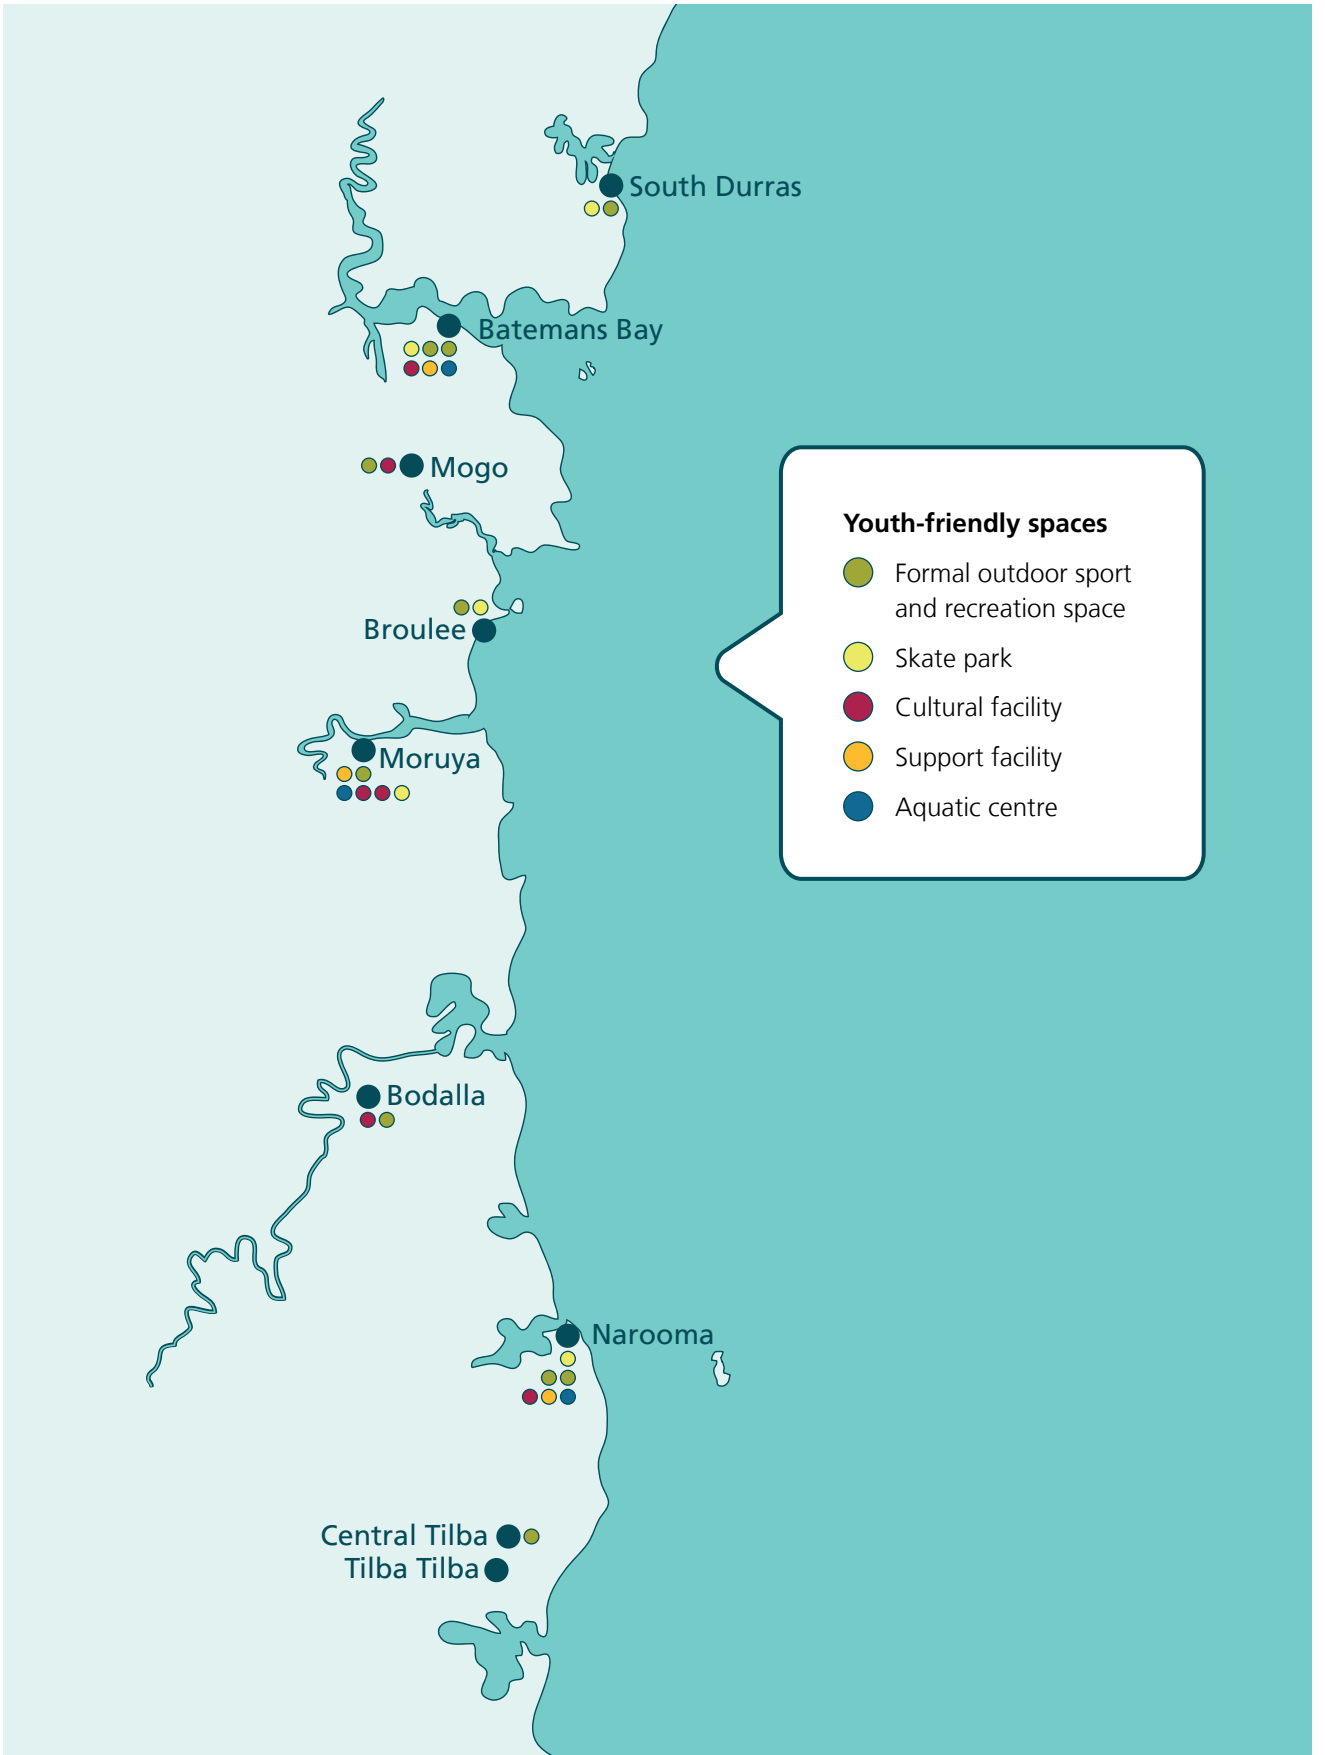 South Durras
Batemans Bay
Mogo
Youth-friendly spaces
Formal outdoor sport
and recreation space
Skate park
Cultural facility
Support facility
Aquatic centre
Broulee
Moruya
Bodalla
Narooma
Central Tilba
Tilba Tilba